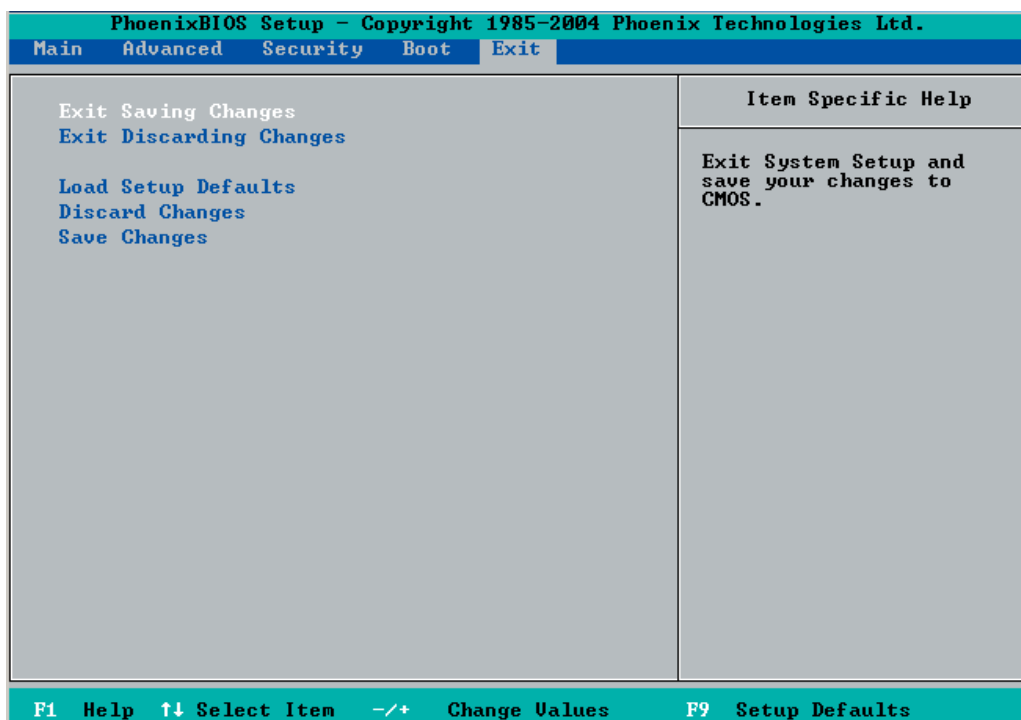 PhoenixBIOS Setup - Copyright 1985-2004 Phoenix Technologies Ltd.
Main Advanced Security Boot Exit
Exit Saving Changes
Exit Discarding Changes
Load Setup Defaults
Discard Changes
Save Changes
Item Specific Help
Exit System Setup and
save your changes to
CMOS.
F1 Help ↑↓ Select Item -/+ Change Values F9 Setup Defaults